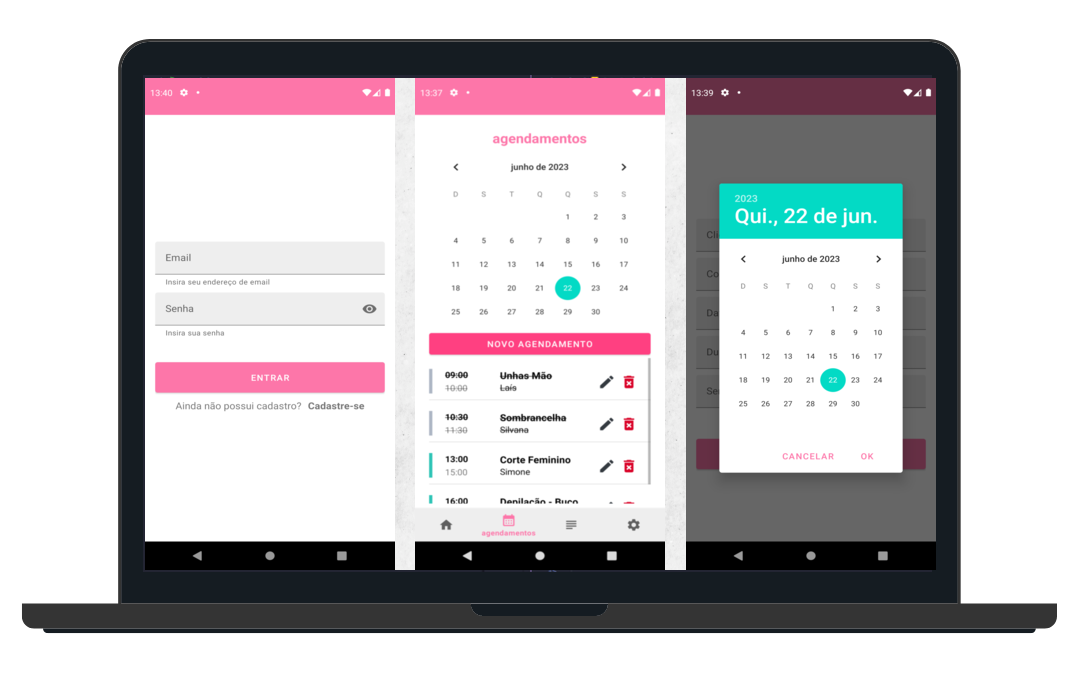 13:40
Email
Insira seu endereço de email
Senha
Insira sua senha
ENTRAR
Ainda não possui cadastro? Cadastre-se
13:37
agendamentos
junho de 2023
D S T Q Q S S
1 2 3
4 5 6 7 8 9 10
11 12 13 14 15 16 17
18 19 20 21 22 23 24
25 26 27 28 29 30
NOVO AGENDAMENTO
09:00 Unhas Mão
10:00 Laís
10:30 Sombrancelha
11:30 Silvana
13:00 Corte Feminino
15:00 Simone
16:00 Depilação - Buço
agendamentos
13:39
2023
Qui., 22 de jun.
junho de 2023
D S T Q Q S S
1 2 3
4 5 6 7 8 9 10
11 12 13 14 15 16 17
18 19 20 21 22 23 24
25 26 27 28 29 30
CANCELAR OK
Cli
Co
Da
Du
Se